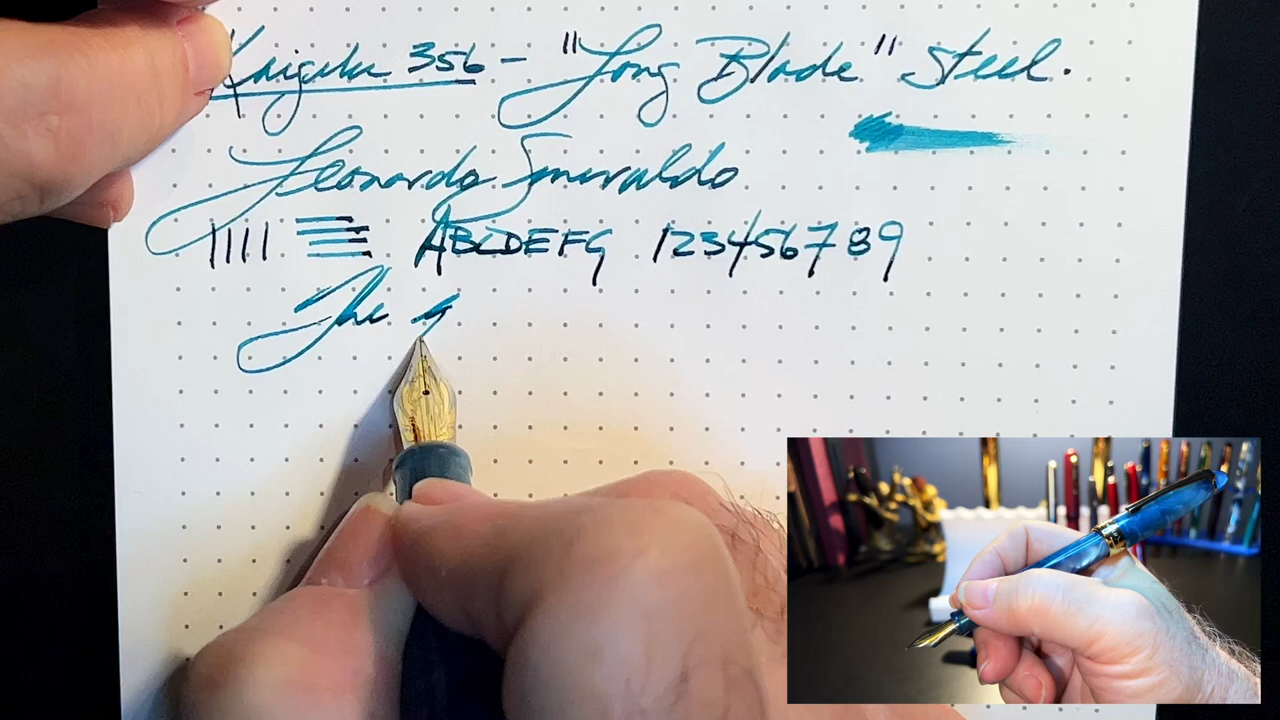 Kaigelu 356 - "Long Blade" Steel.
Leonardo Smeraldo
ABCDEFG 123456789
The